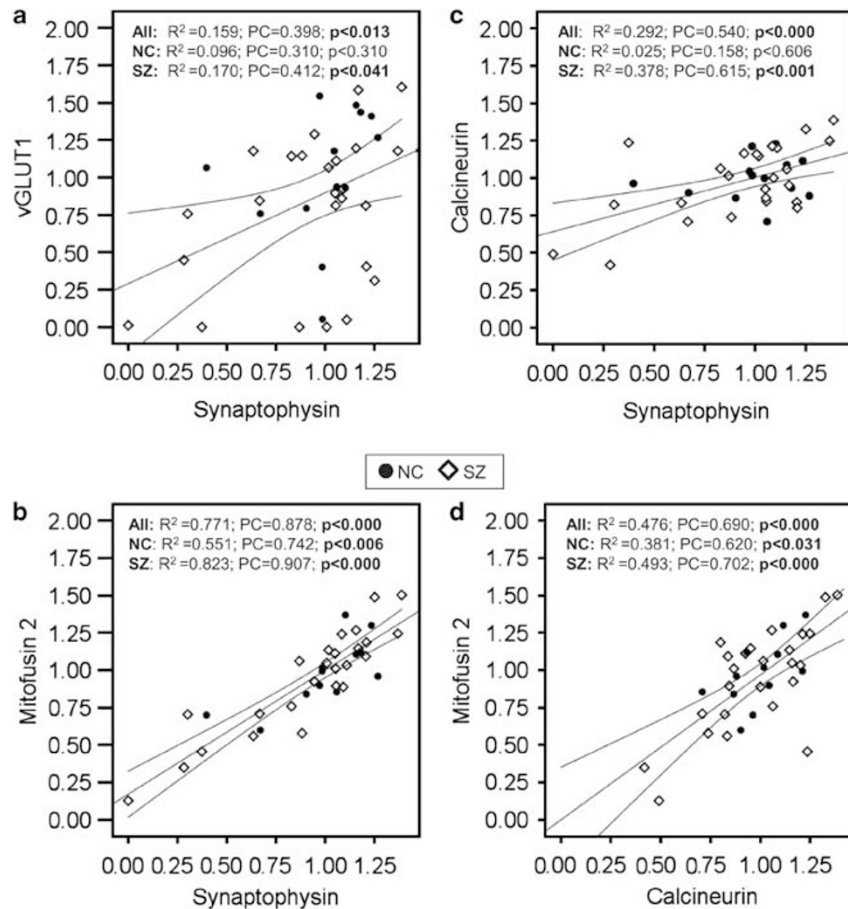 a
All: R² =0.159; PC=0.398; p<0.013
NC: R² =0.096; PC=0.310; p<0.310
SZ: R² =0.170; PC=0.412; p<0.041
2.00
1.75
1.50
1.25
1.00
0.75
0.50
0.25
0.00
vGLUT1
0.00 0.25 0.50 0.75 1.00 1.25
Synaptophysin
c
All: R² =0.292; PC=0.540; p<0.000
NC: R² =0.025; PC=0.158; p<0.606
SZ: R² =0.378; PC=0.615; p<0.001
2.00
1.75
1.50
1.25
1.00
0.75
0.50
0.25
0.00
Calcineurin
0.00 0.25 0.50 0.75 1.00 1.25
Synaptophysin
NC SZ
b
All: R² =0.771; PC=0.878; p<0.000
NC: R² =0.551; PC=0.742; p<0.006
SZ: R² =0.823; PC=0.907; p<0.000
2.00
1.75
1.50
1.25
1.00
0.75
0.50
0.25
0.00
Mitofusin 2
0.00 0.25 0.50 0.75 1.00 1.25
Synaptophysin
d
All: R² =0.476; PC=0.690; p<0.000
NC: R² =0.381; PC=0.620; p<0.031
SZ: R² =0.493; PC=0.702; p<0.000
2.00
1.75
1.50
1.25
1.00
0.75
0.50
0.25
0.00
Mitofusin 2
0.00 0.25 0.50 0.75 1.00 1.25
Calcineurin